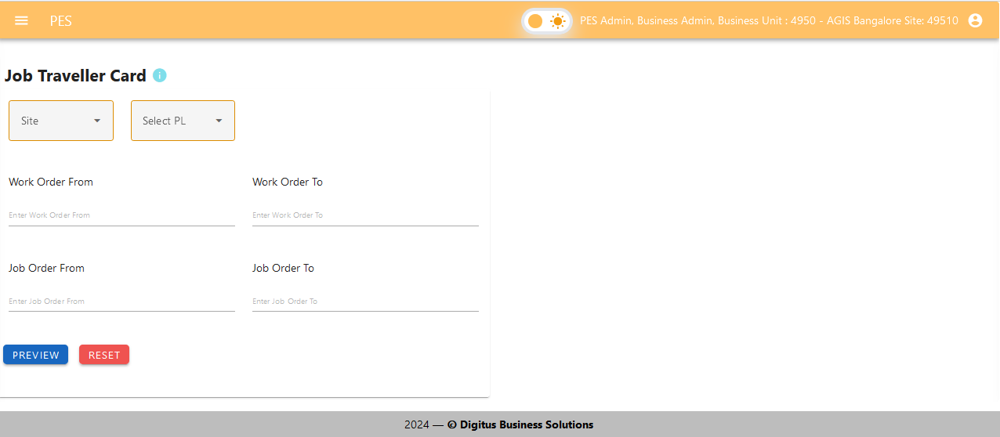 PES
PES Admin, Business Admin, Business Unit : 4950 - AGIS Bangalore Site: 49510
Job Traveller Card
Site
Select PL
Work Order From
Work Order To
Enter Work Order From
Enter Work Order To
Job Order From
Job Order To
Enter Job Order From
Enter Job Order To
PREVIEW
RESET
2024 — © Digitus Business Solutions